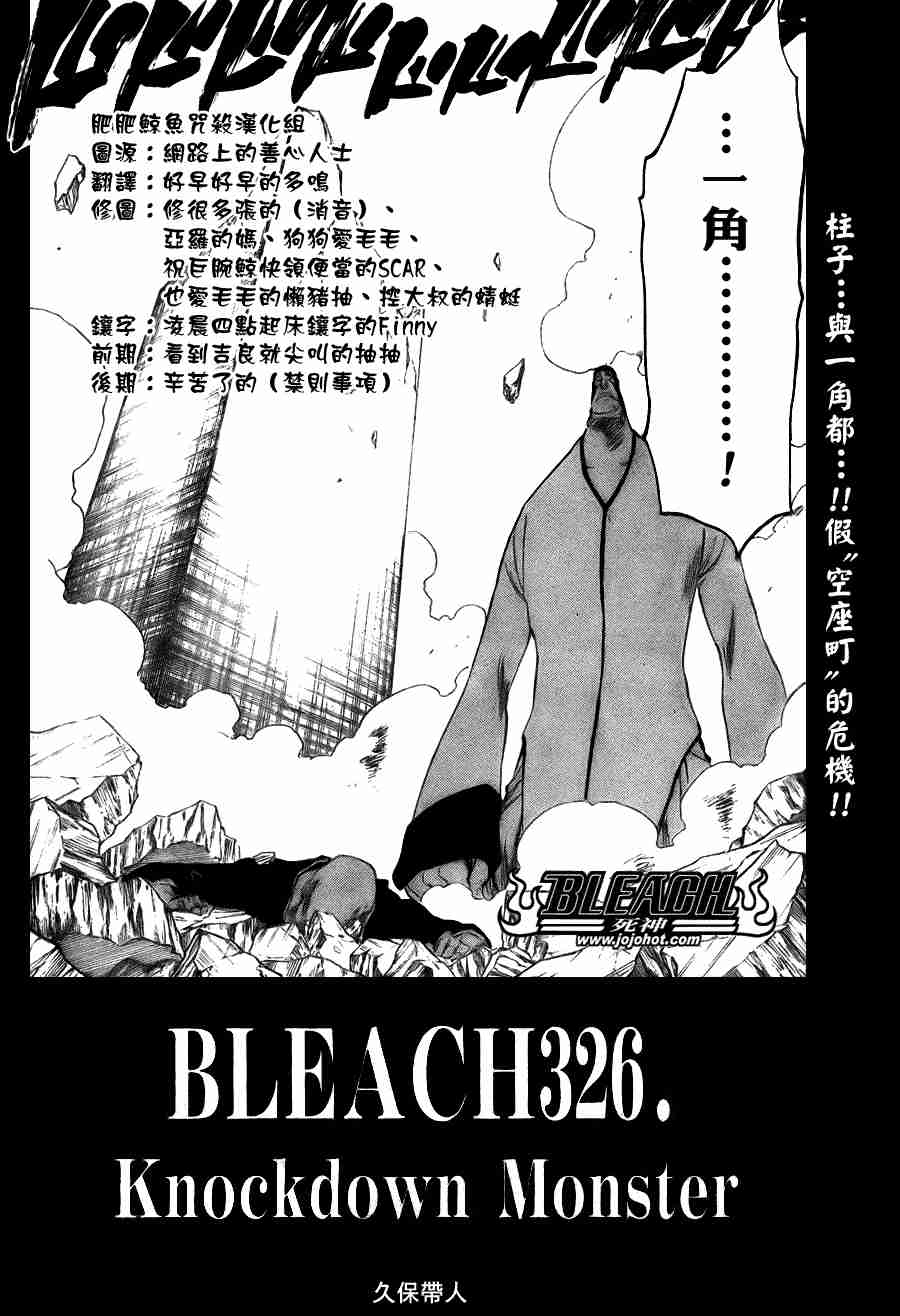 …一角…………！
肥肥鯨魚咒殺漢化組
圖源：網路上的善心人士
翻譯：好早好早的多鳴
修圖：修很多張的（消音）、
亞羅的媽、狗狗愛毛毛、
祝巨腕鯨快領便當的SCAR、
也愛毛毛的懶豬抽、控大叔的蜻蜓
鑲字：淩晨四點起床鑲字的Finny
前期：看到吉良就尖叫的抽抽
後期：辛苦了的（禁則事項）
柱子…與一角都…!!假〝空座町〞的危機!!
BLEACH
死神
www.jojohot.com
BLEACH326.
Knockdown Monster
久保帶人